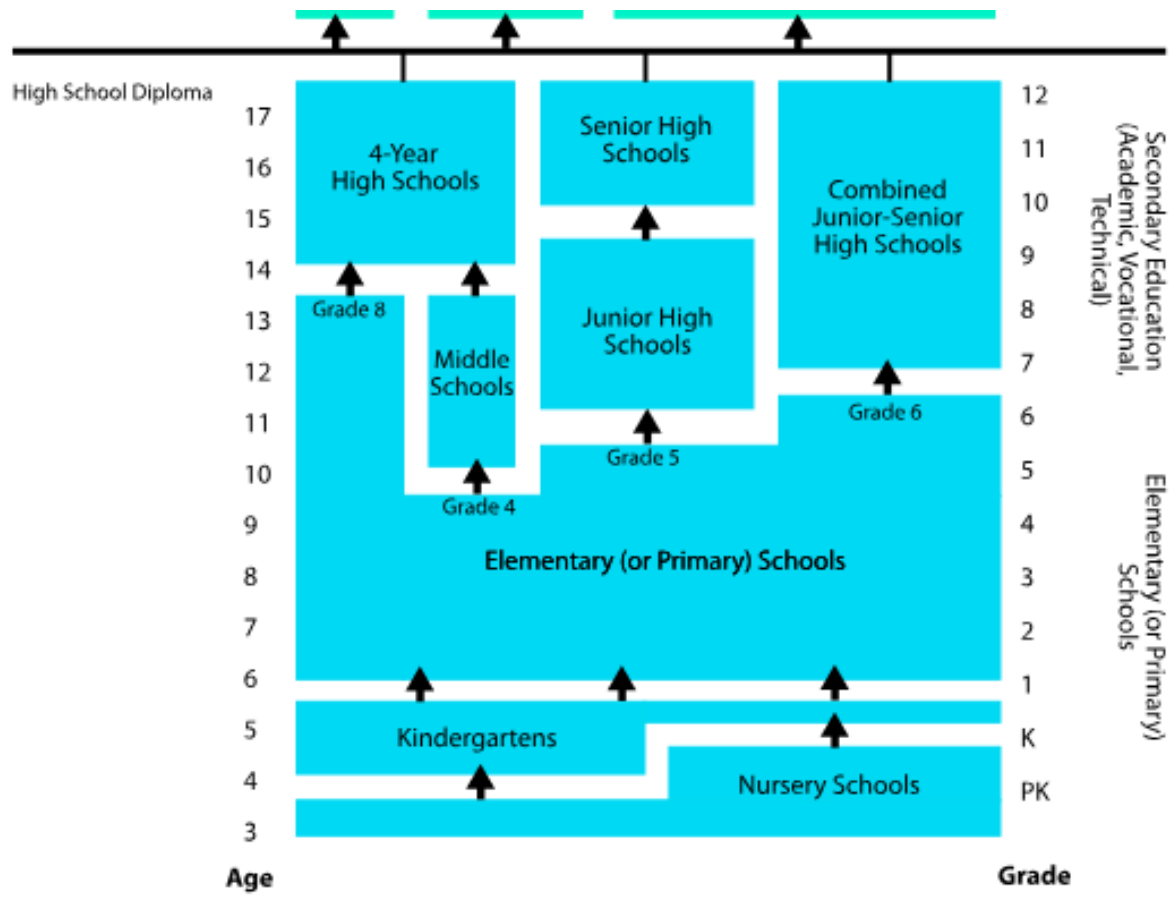 High School Diploma
17
16
15
14
13
12
11
10
9
8
7
6
5
4
3
Age
4-Year
High Schools
Senior High
Schools
Combined
Junior-Senior
High Schools
Grade 8
Middle
Schools
Junior High
Schools
Grade 4
Grade 5
Grade 6
Elementary (or Primary) Schools
Kindergartens
Nursery Schools
12
11
10
9
8
7
6
5
4
3
2
1
K
PK
Grade
Secondary Education
(Academic, Vocational,
Technical)
Elementary (or Primary)
Schools